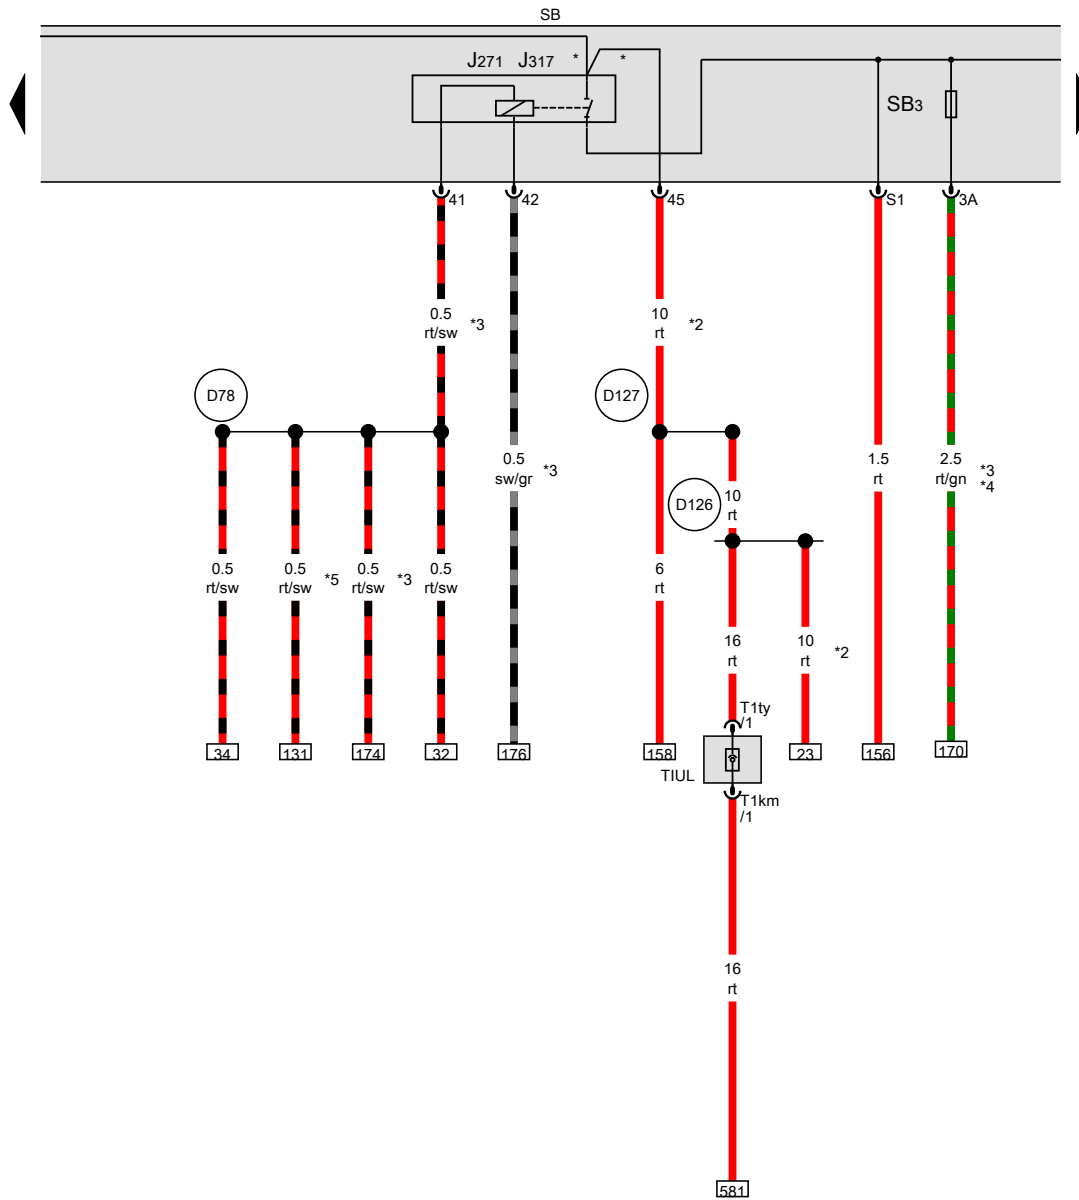 SB
J271 J317 * *
SB3
41 42 45 S1 3A
0.5
rt/sw *3
10
rt *2
D78
D127
0.5
sw/gr *3
1.5
rt
2.5
rt/gn *3
*4
D126
10
rt
0.5
rt/sw
0.5
rt/sw *5
0.5
rt/sw *3
0.5
rt/sw
6
rt
16
rt
10
rt *2
T1ty
/1
34 131 174 32 176 158 23 156 170
TIUL
T1km
/1
16
rt
581